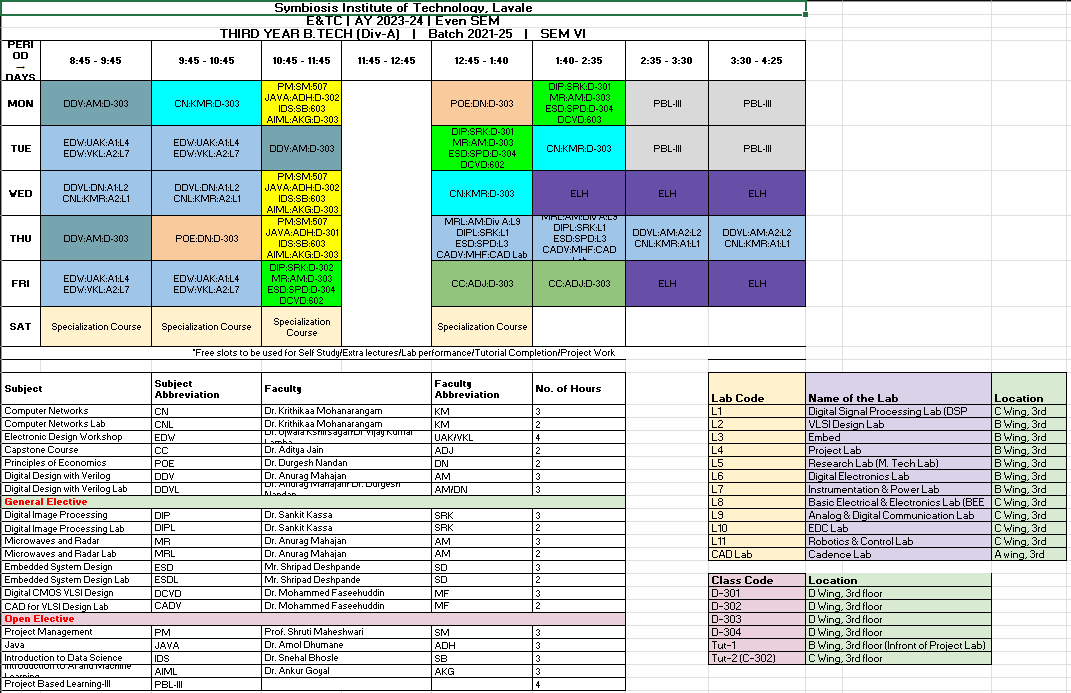 Symbiosis Institute of Technology, Lavale
E&TC | AY 2023-24 | Even SEM
THIRD YEAR B.TECH (Div-A) | Batch 2021-25 | SEM VI
PERI
OD
→
DAYS
8:45 - 9:45
9:45 - 10:45
10:45 - 11:45
11:45 - 12:45
12:45 - 1:40
1:40- 2:35
2:35 - 3:30
3:30 - 4:25
MON
DDV:AM:D-303
CN:KMR:D-303
PM:SM:507
JAVA:ADH:D-302
IDS:SB:603
AIML:AKG:D-303
POE:DN:D-303
DIP:SRK:D-301
MR:AM:D-303
ESD:SPD:D-304
DCVD:603
PBL-III
PBL-III
TUE
EDW:UAK:A1:L4
EDW:VKL:A2:L7
EDW:UAK:A1:L4
EDW:VKL:A2:L7
DDV:AM:D-303
DIP:SRK:D-301
MR:AM:D-303
ESD:SPD:D-304
DCVD:602
CN:KMR:D-303
PBL-III
PBL-III
WED
DDVL:DN:A1:L2
CNL:KMR:A2:L1
DDVL:DN:A1:L2
CNL:KMR:A2:L1
PM:SM:507
JAVA:ADH:D-302
IDS:SB:603
AIML:AKG:D-303
CN:KMR:D-303
ELH
ELH
ELH
THU
DDV:AM:D-303
POE:DN:D-303
PM:SM:507
JAVA:ADH:D-301
IDS:SB:603
AIML:AKG:D-303
MRL:AM:Div A:L9
DIPL:SRK:L1
ESD:SPD:L3
CADV:MHF:CAD Lab
MRL:AM:Div A:L9
DIPL:SRK:L1
ESD:SPD:L3
CADV:MHF:CAD
Lab
DDVL:AM:A2:L2
CNL:KMR:A1:L1
DDVL:AM:A2:L2
CNL:KMR:A1:L1
FRI
EDW:UAK:A1:L4
EDW:VKL:A2:L7
EDW:UAK:A1:L4
EDW:VKL:A2:L7
DIP:SRK:D-302
MR:AM:D-303
ESD:SPD:D-304
DCVD:602
CC:ADJ:D-303
CC:ADJ:D-303
ELH
ELH
SAT
Specialization Course
Specialization Course
Specialization
Course
Specialization Course
*Free slots to be used for Self Study/Extra lectures/Lab performance/Tutorial Completion/Project Work
Subject | Subject Abbreviation | Faculty | Faculty Abbreviation | No. of Hours
Computer Networks | CN | Dr. Krithikaa Mohanarangam | KM | 3
Computer Networks Lab | CNL | Dr. Krithikaa Mohanarangam | KM | 2
Electronic Design Workshop | EDW | Dr. Ujwala Kshirsagar/Dr Vijay Kumar | UAK/VKL | 4
Capstone Course | CC | Dr. Aditya Jain | ADJ | 2
Principles of Economics | POE | Dr. Durgesh Nandan | DN | 2
Digital Design with Verilog | DDV | Dr. Anurag Mahajan | AM | 3
Digital Design with Verilog Lab | DDVL | Dr. Anurag Mahajan/ Dr. Durgesh Nandan | AM/DN | 3
General Elective
Digital Image Processing | DIP | Dr. Sankit Kassa | SRK | 3
Digital Image Processing Lab | DIPL | Dr. Sankit Kassa | SRK | 2
Microwaves and Radar | MR | Dr. Anurag Mahajan | AM | 3
Microwaves and Radar Lab | MRL | Dr. Anurag Mahajan | AM | 2
Embedded System Design | ESD | Mr. Shripad Deshpande | SD | 3
Embedded System Design Lab | ESDL | Mr. Shripad Deshpande | SD | 2
Digital CMOS VLSI Design | DCVD | Dr. Mohammed Faseehuddin | MF | 3
CAD for VLSI Design Lab | CADV | Dr. Mohammed Faseehuddin | MF | 2
Open Elective
Project Management | PM | Prof. Shruti Maheshwari | SM | 3
Java | JAVA | Dr. Amol Dhumane | ADH | 3
Introduction to Data Science | IDS | Dr. Snehal Bhosle | SB | 3
Introduction to AI and Machine | AIML | Dr. Ankur Goyal | AKG | 3
Project Based Learning-III | PBL-III | 4
Lab Code | Name of the Lab | Location
L1 | Digital Signal Processing Lab (DSP | C Wing, 3rd
L2 | VLSI Design Lab | B Wing, 3rd
L3 | Embed | B Wing, 3rd
L4 | Project Lab | B Wing, 3rd
L5 | Research Lab (M. Tech Lab) | B Wing, 3rd
L6 | Digital Electronics Lab | B Wing, 3rd
L7 | Instrumentation & Power Lab | B Wing, 3rd
L8 | Basic Electrical & Electronics Lab (BEE | C Wing, 3rd
L9 | Analog & Digital Communication Lab | C Wing, 3rd
L10 | EDC Lab | C Wing, 3rd
L11 | Robotics & Control Lab | C Wing, 3rd
CAD Lab | Cadence Lab | A wing, 3rd
Class Code | Location
D-301 | D Wing, 3rd floor
D-302 | D Wing, 3rd floor
D-303 | D Wing, 3rd floor
D-304 | D Wing, 3rd floor
Tut-1 | B Wing, 3rd floor (Infront of Project Lab)
Tut-2 (C-302) | C Wing, 3rd floor